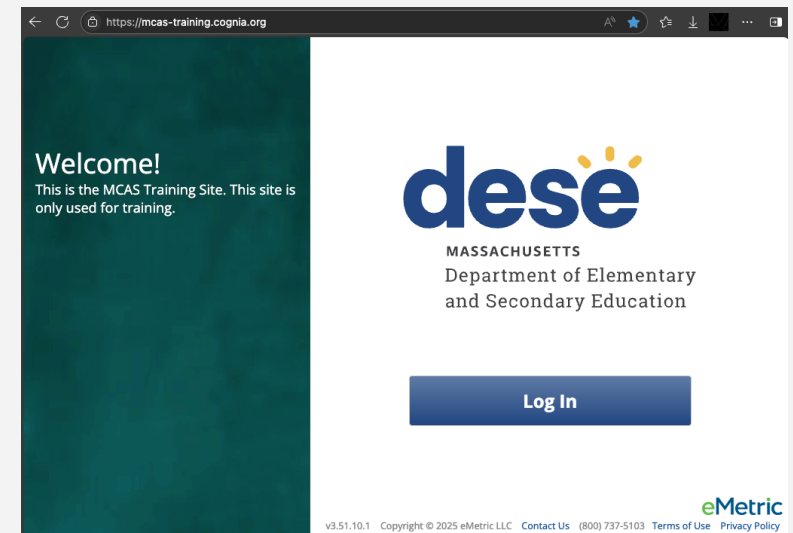 https://mcas-training.cognia.org
Welcome!
This is the MCAS Training Site. This site is
only used for training.
dese
MASSACHUSETTS
Department of Elementary
and Secondary Education
Log In
eMetric
v3.51.10.1 Copyright © 2025 eMetric LLC Contact Us (800) 737-5103 Terms of Use Privacy Policy